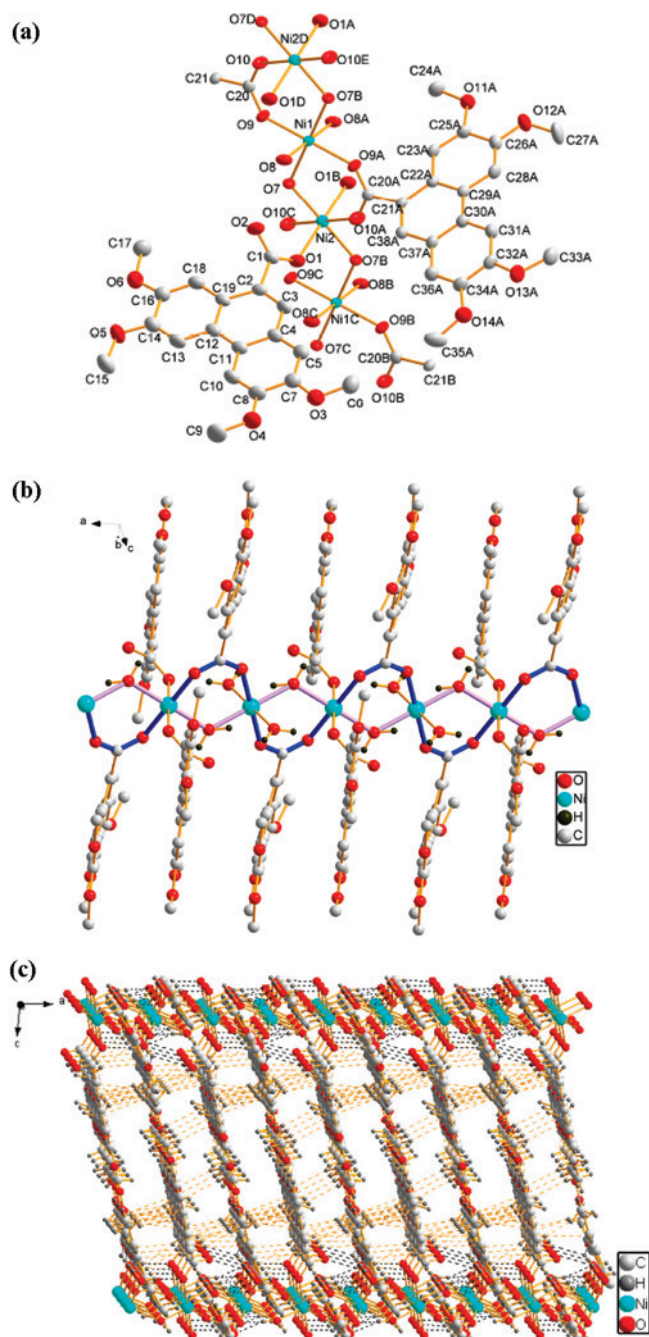 (a)
O7D
O1A
Ni2D
O10
O10E
C24A
O11A
C21
C20
O1D
O7B
O12A
O9
Ni1
O8A
C25A
C26A
C27A
C23A
O8
O9A
C22A
C28A
O1B
C20A
O7
C29A
C21A
C30A
O2
O10C
Ni2
O10A
C31A
C17
C38A
C37A
C32A
C33A
O1
O7B
O6
C18
O9C
C36A
C34A
O13A
C16
C19
C2
C3
O8B
O8C
Ni1C
O14A
O5
C14
C12
C4
O9B
C13
C11
C5
O7C
C35A
C15
C20B
C10
C7
C21B
C8
O3
O10B
C9
O4
(b)
a
b
c
O
Ni
H
C
(c)
a
c
C
H
Ni
O